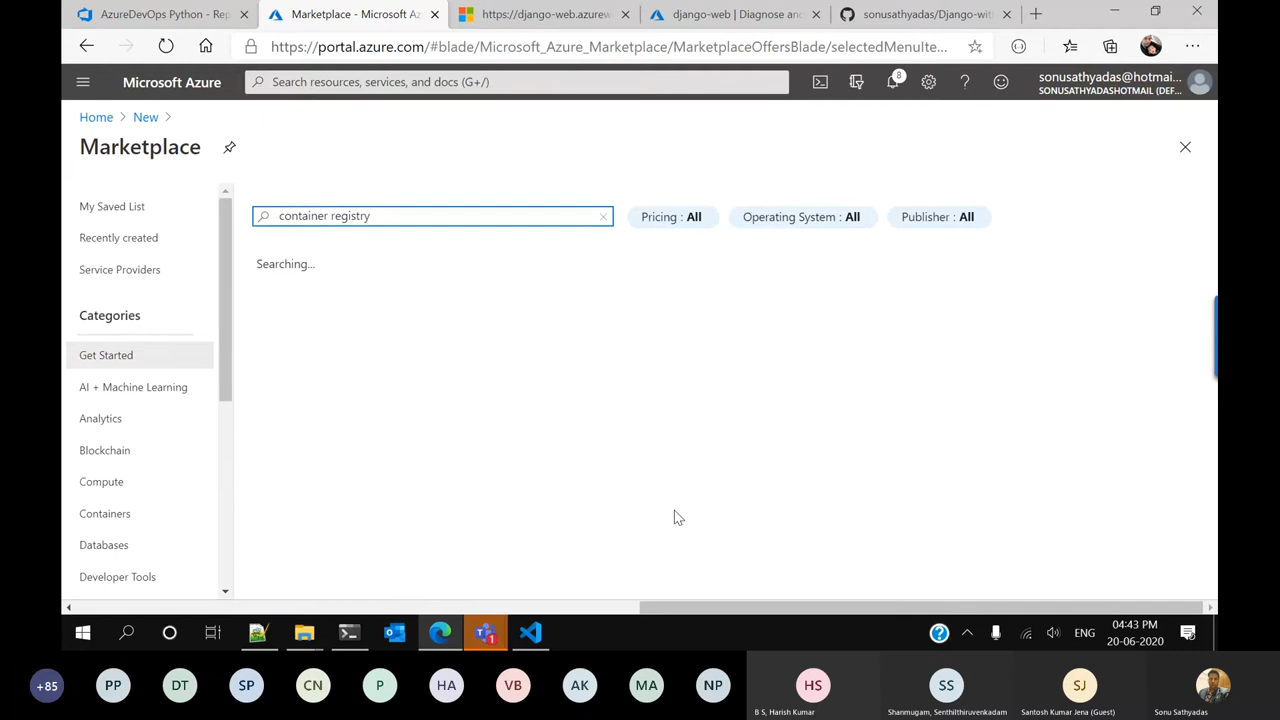 AzureDevOps Python - Rep
Marketplace - Microsoft A
https://django-web.azurew
django-web | Diagnose an
sonusathyadas/Django-wit
https://portal.azure.com/#blade/Microsoft_Azure_Marketplace/MarketplaceOffersBlade/selectedMenuIte...
Microsoft Azure
Search resources, services, and docs (G+/)
8
sonusathyadas@hotmai...
SONUSATHYADASHOTMAIL (DEF...
Home > New >
Marketplace
My Saved List
Recently created
Service Providers
Categories
Get Started
AI + Machine Learning
Analytics
Blockchain
Compute
Containers
Databases
Developer Tools
container registry
Pricing : All
Operating System : All
Publisher : All
Searching...
1
ENG
04:43 PM
20-06-2020
+85
PP
DT
SP
CN
P
HA
VB
AK
MA
NP
HS
B S, Harish Kumar
SS
Shanmugam, Senthilthiruvenkadam
SJ
Santosh Kumar Jena (Guest)
Sonu Sathyadas